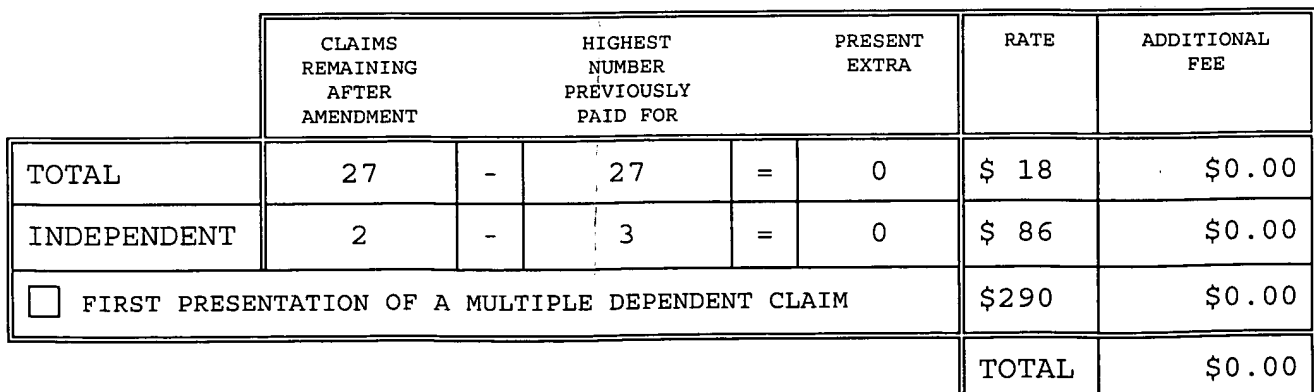 CLAIMS REMAINING AFTER AMENDMENT HIGHEST NUMBER PREVIOUSLY PAID FOR PRESENT EXTRA RATE ADDITIONAL FEE
TOTAL 27 - 27 = 0 $ 18 $0.00
INDEPENDENT 2 - 3 = 0 $ 86 $0.00
FIRST PRESENTATION OF A MULTIPLE DEPENDENT CLAIM $290 $0.00
TOTAL $0.00